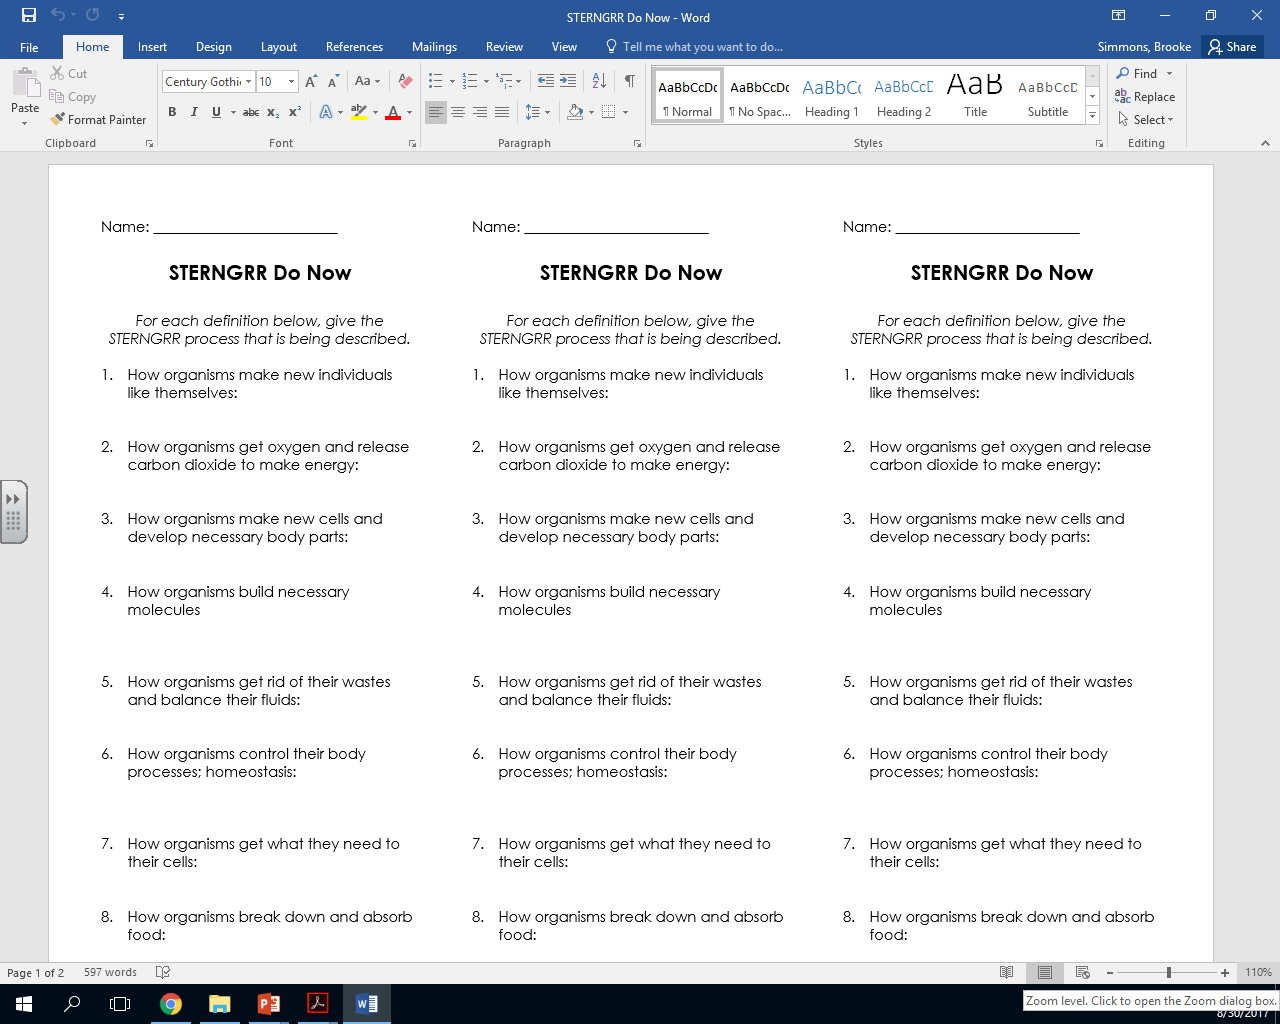 STERNGRR Do Now - Word
File Home Insert Design Layout References Mailings Review View Tell me what you want to do... Simmons, Brooke Share
Paste
Cut
Copy
Format Painter
Clipboard
Century Gothi 10
Font
Paragraph
AaBbCcDc AaBbCcDc AaBbCc AaBbCcD AaB AaBbCcD
¶ Normal ¶ No Spac... Heading 1 Heading 2 Title Subtitle
Styles
Find
Replace
Select
Editing
Name: ______________________
STERNGRR Do Now
For each definition below, give the
STERNGRR process that is being described.
1. How organisms make new individuals
like themselves:
2. How organisms get oxygen and release
carbon dioxide to make energy:
3. How organisms make new cells and
develop necessary body parts:
4. How organisms build necessary
molecules
5. How organisms get rid of their wastes
and balance their fluids:
6. How organisms control their body
processes; homeostasis:
7. How organisms get what they need to
their cells:
8. How organisms break down and absorb
food:
Name: ______________________
STERNGRR Do Now
For each definition below, give the
STERNGRR process that is being described.
1. How organisms make new individuals
like themselves:
2. How organisms get oxygen and release
carbon dioxide to make energy:
3. How organisms make new cells and
develop necessary body parts:
4. How organisms build necessary
molecules
5. How organisms get rid of their wastes
and balance their fluids:
6. How organisms control their body
processes; homeostasis:
7. How organisms get what they need to
their cells:
8. How organisms break down and absorb
food:
Name: ______________________
STERNGRR Do Now
For each definition below, give the
STERNGRR process that is being described.
1. How organisms make new individuals
like themselves:
2. How organisms get oxygen and release
carbon dioxide to make energy:
3. How organisms make new cells and
develop necessary body parts:
4. How organisms build necessary
molecules
5. How organisms get rid of their wastes
and balance their fluids:
6. How organisms control their body
processes; homeostasis:
7. How organisms get what they need to
their cells:
8. How organisms break down and absorb
food:
Page 1 of 2 597 words 110%
Zoom level. Click to open the Zoom dialog box.
8/30/2017